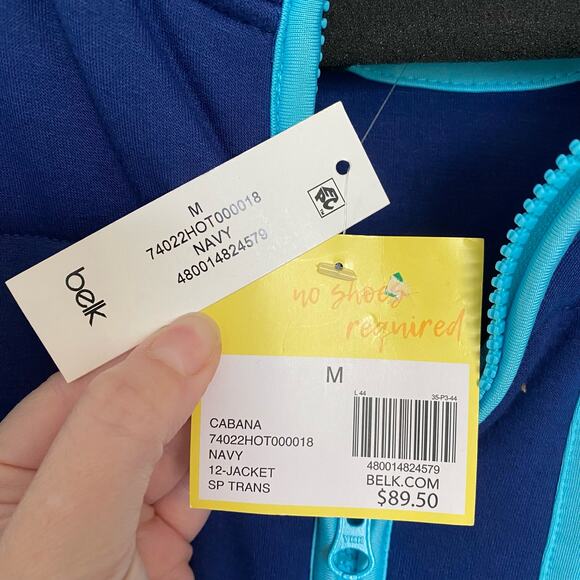 belk
M
74022HOT000018
NAVY
480014824579
no shoes
required
M
L 44
35-P3-44
CABANA
74022HOT000018
NAVY
12-JACKET
SP TRANS
480014824579
BELK.COM
$89.50
YKK